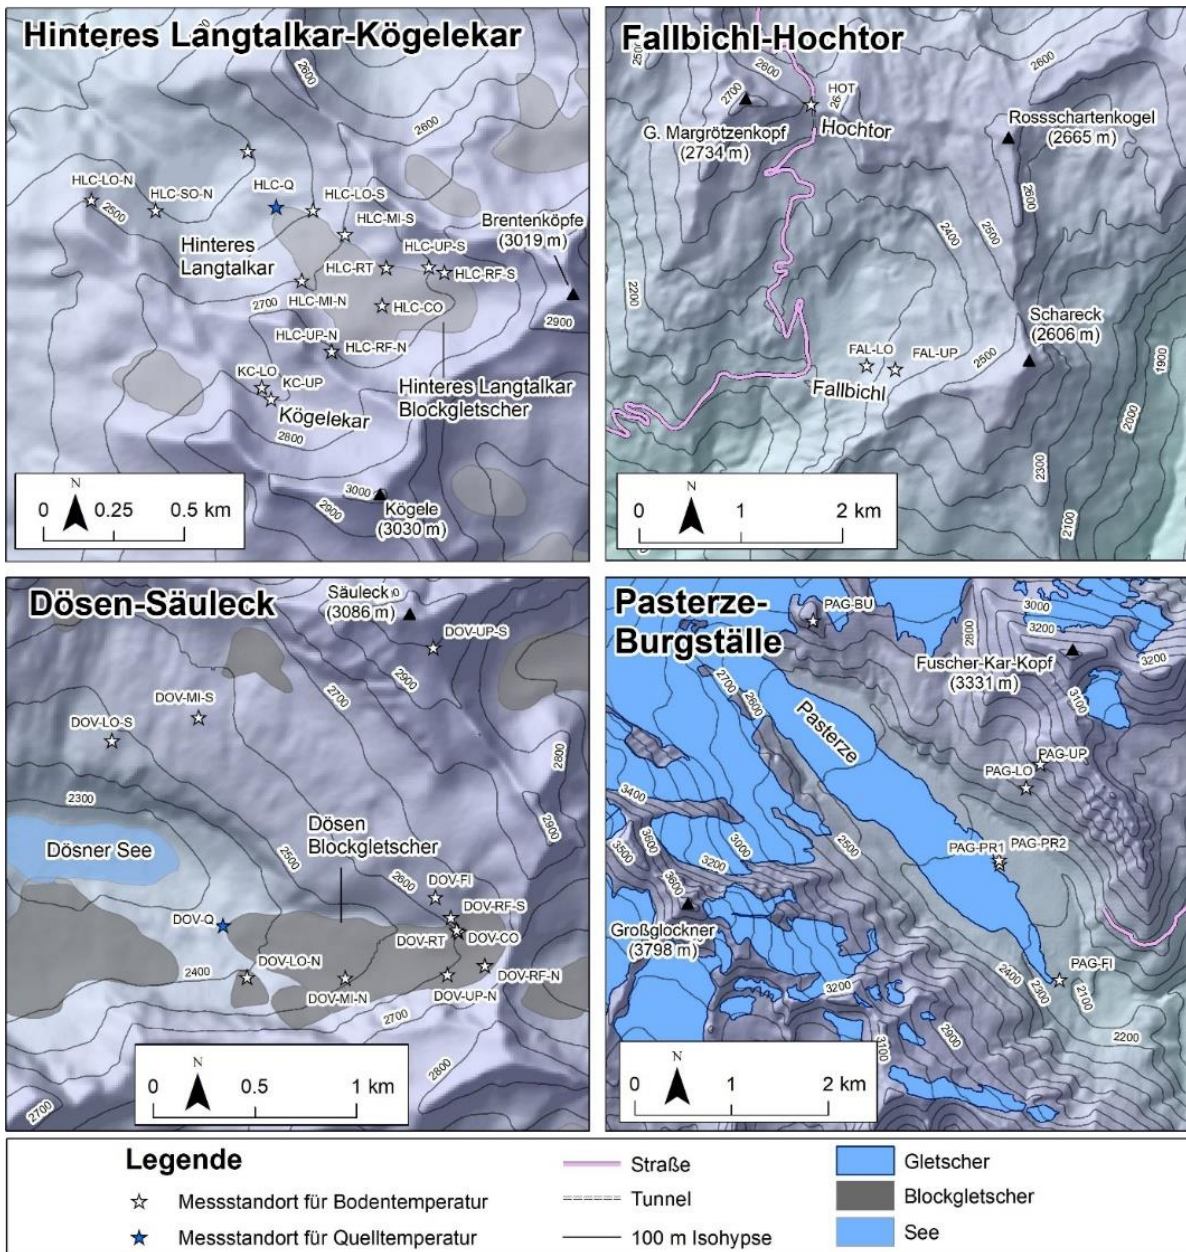 Hinteres Langtalkar-Kögelekar
2600
2600
HLC-LO-N
HLC-SO-N
HLC-Q
HLC-LO-S
2500
HLC-MI-S
Brentenköpfe
(3019 m)
Hinteres
Langtalkar
HLC-UP-S
HLC-RT
HLC-RF-S
2700
HLC-MI-N
HLC-CO
2900
HLC-UP-N
HLC-RF-N
KC-LO
KC-UP
Hinteres Langtalkar
Blockgletscher
Kögelekar
2800
3000
2900
Kögele
(3030 m)
N
0 0.25 0.5 km
Fallbichl-Hochtor
2600
2600
2700
HOT
G. Margrötzenkopf
(2734 m)
Hochtor
Rossschartenkogel
(2665 m)
2600
2400
2500
2200
Schareck
(2606 m)
FAL-LO
FAL-UP
2500
1900
Fallbichl
2000
2300
2100
N
0 1 2 km
Dösen-Säuleck
Säuleck
(3086 m)
DOV-UP-S
2900
2700
DOV-MI-S
DOV-LO-S
2800
2300
2900
Dösner See
Dösen
Blockgletscher
2500
2600
DOV-FI
DOV-Q
DOV-RF-S
DOV-RT
DOV-CO
2400
DOV-LO-N
DOV-MI-N
DOV-UP-N
DOV-RF-N
2700
2800
2700
N
0 0.5 1 km
Pasterze-
Burgställe
PAG-BU
3000
3200
2800
Fuscher-Kar-Kopf
(3331 m)
3200
3100
2700
2600
Pasterze
PAG-UP
PAG-LO
3400
3500
3600
3000
3200
2500
PAG-PR1
PAG-PR2
3600
Großglockner
(3798 m)
PAG-FI
2400
2300
2100
3200
2200
2900
3100
N
0 1 2 km
Legende
Messstandort für Bodentemperatur
Messstandort für Quelltemperatur
Straße
Tunnel
100 m Isohypse
Gletscher
Blockgletscher
See